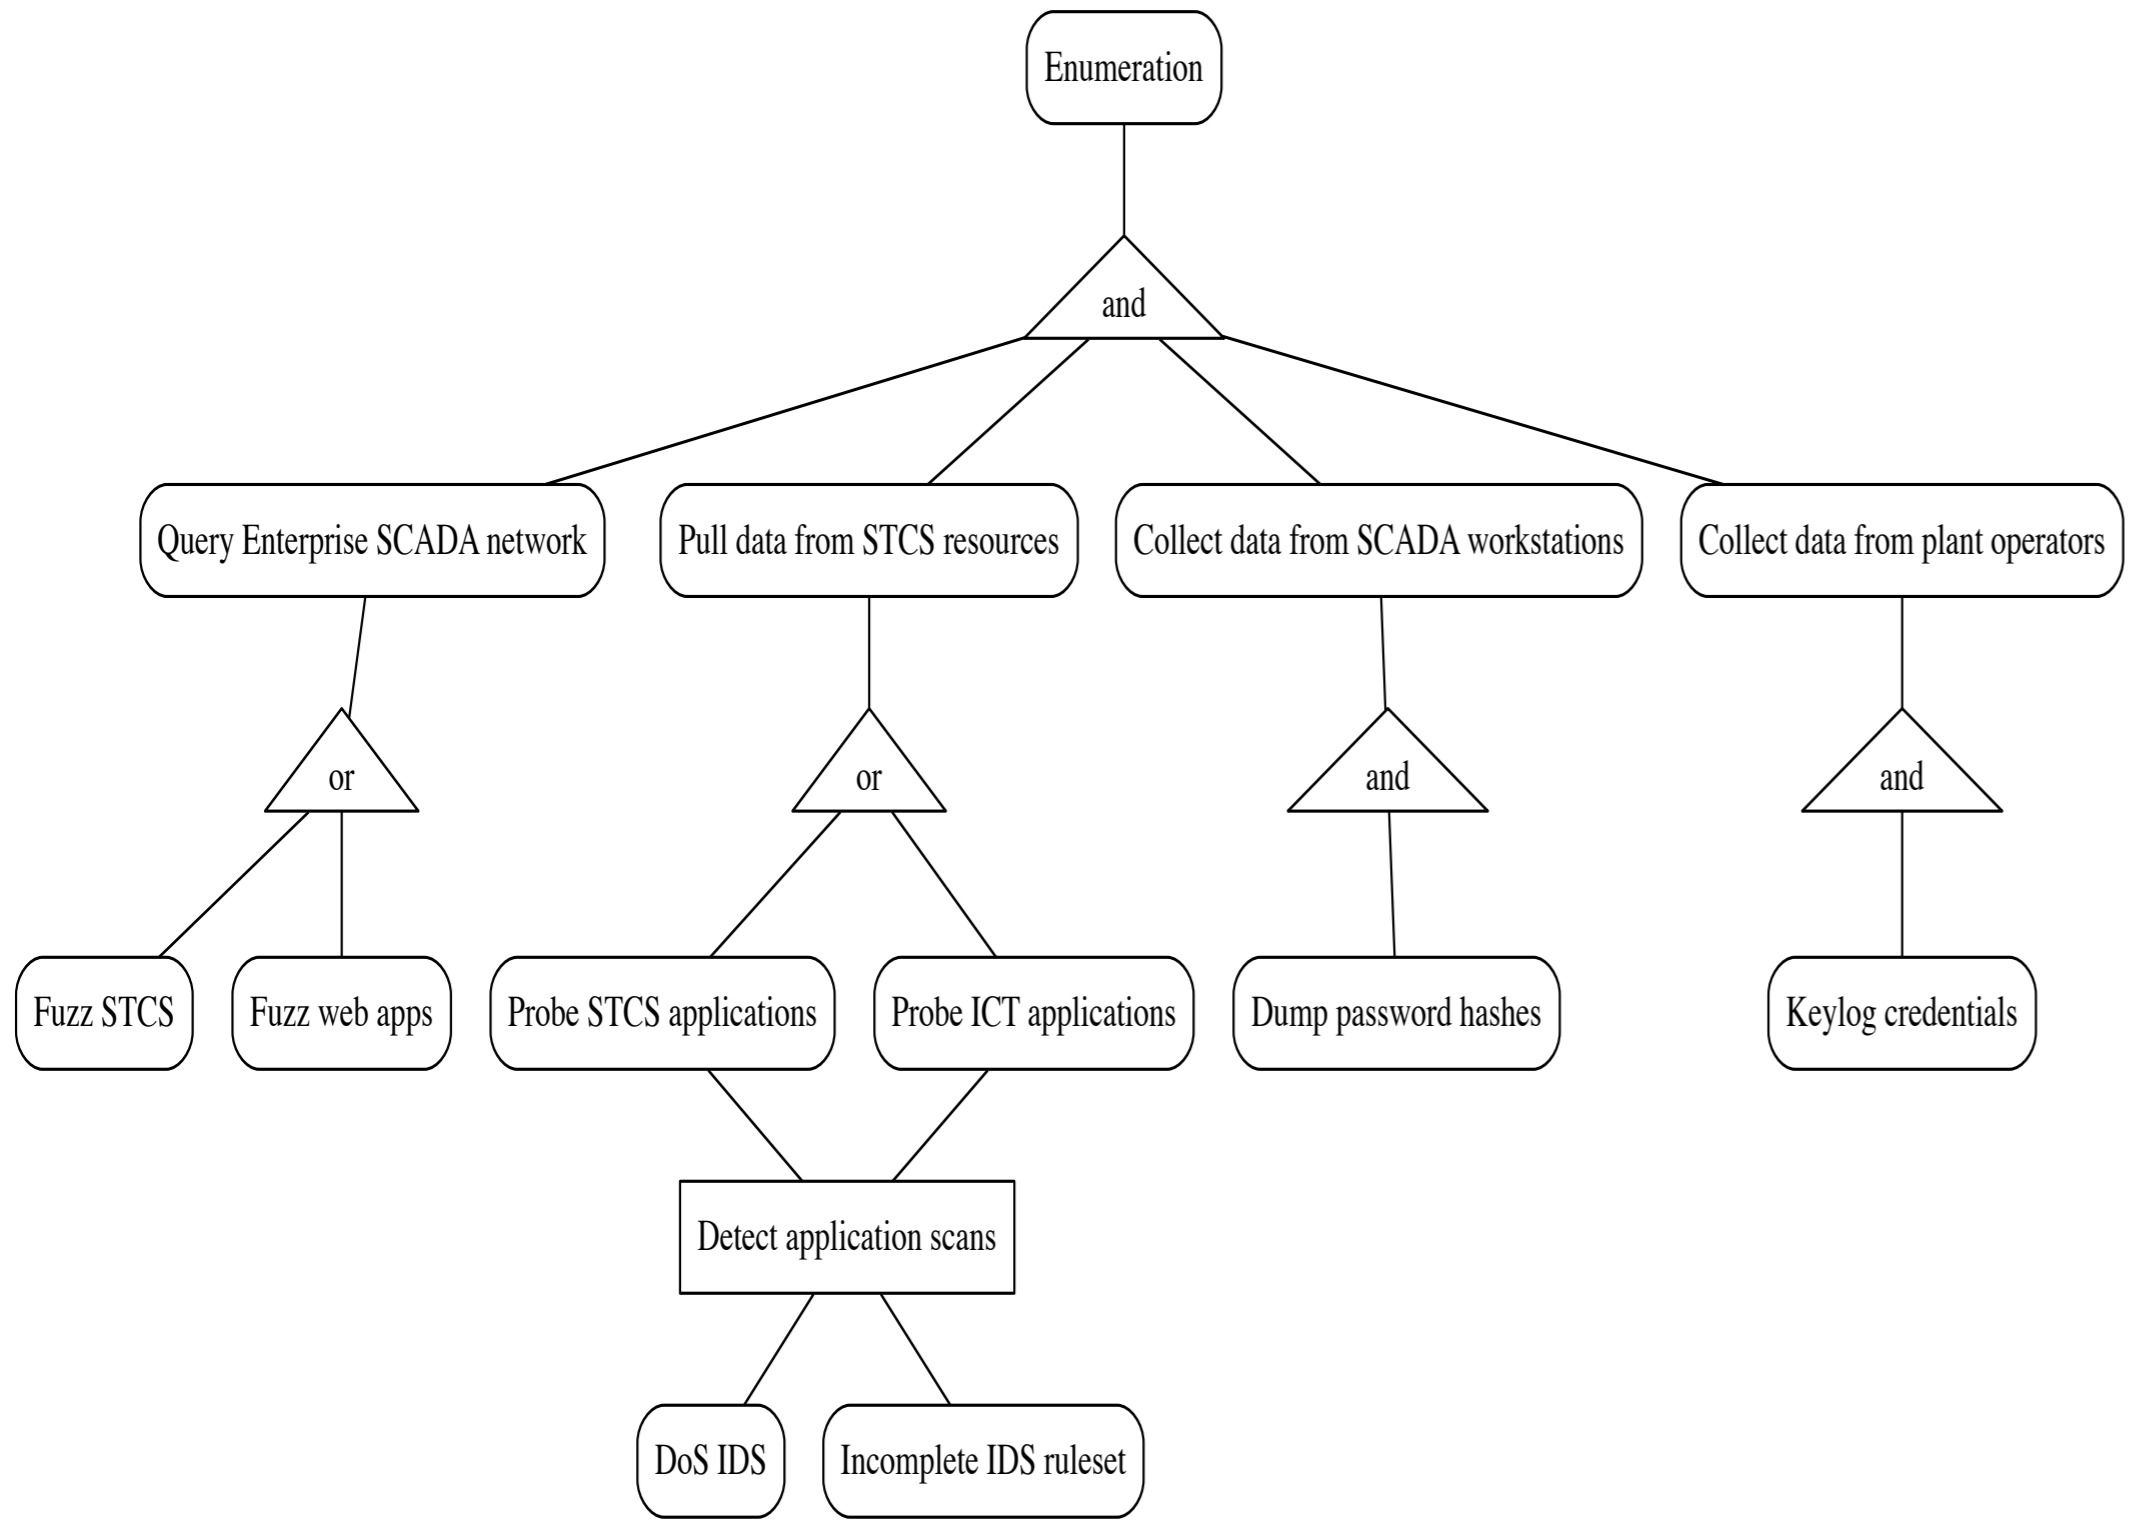 Enumeration
and
Query Enterprise SCADA network
Pull data from STCS resources
Collect data from SCADA workstations
Collect data from plant operators
or
or
and
and
Fuzz STCS
Fuzz web apps
Probe STCS applications
Probe ICT applications
Dump password hashes
Keylog credentials
Detect application scans
DoS IDS
Incomplete IDS ruleset